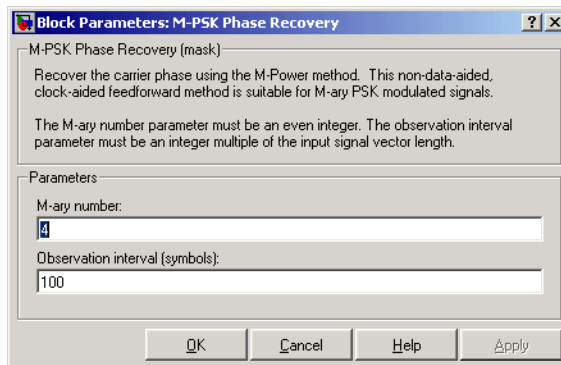 Block Parameters: M-PSK Phase Recovery
M-PSK Phase Recovery (mask)
Recover the carrier phase using the M-Power method. This non-data-aided,
clock-aided feedforward method is suitable for M-ary PSK modulated signals.
The M-ary number parameter must be an even integer. The observation interval
parameter must be an integer multiple of the input signal vector length.
Parameters
M-ary number:
4
Observation interval (symbols):
100
OK Cancel Help Apply